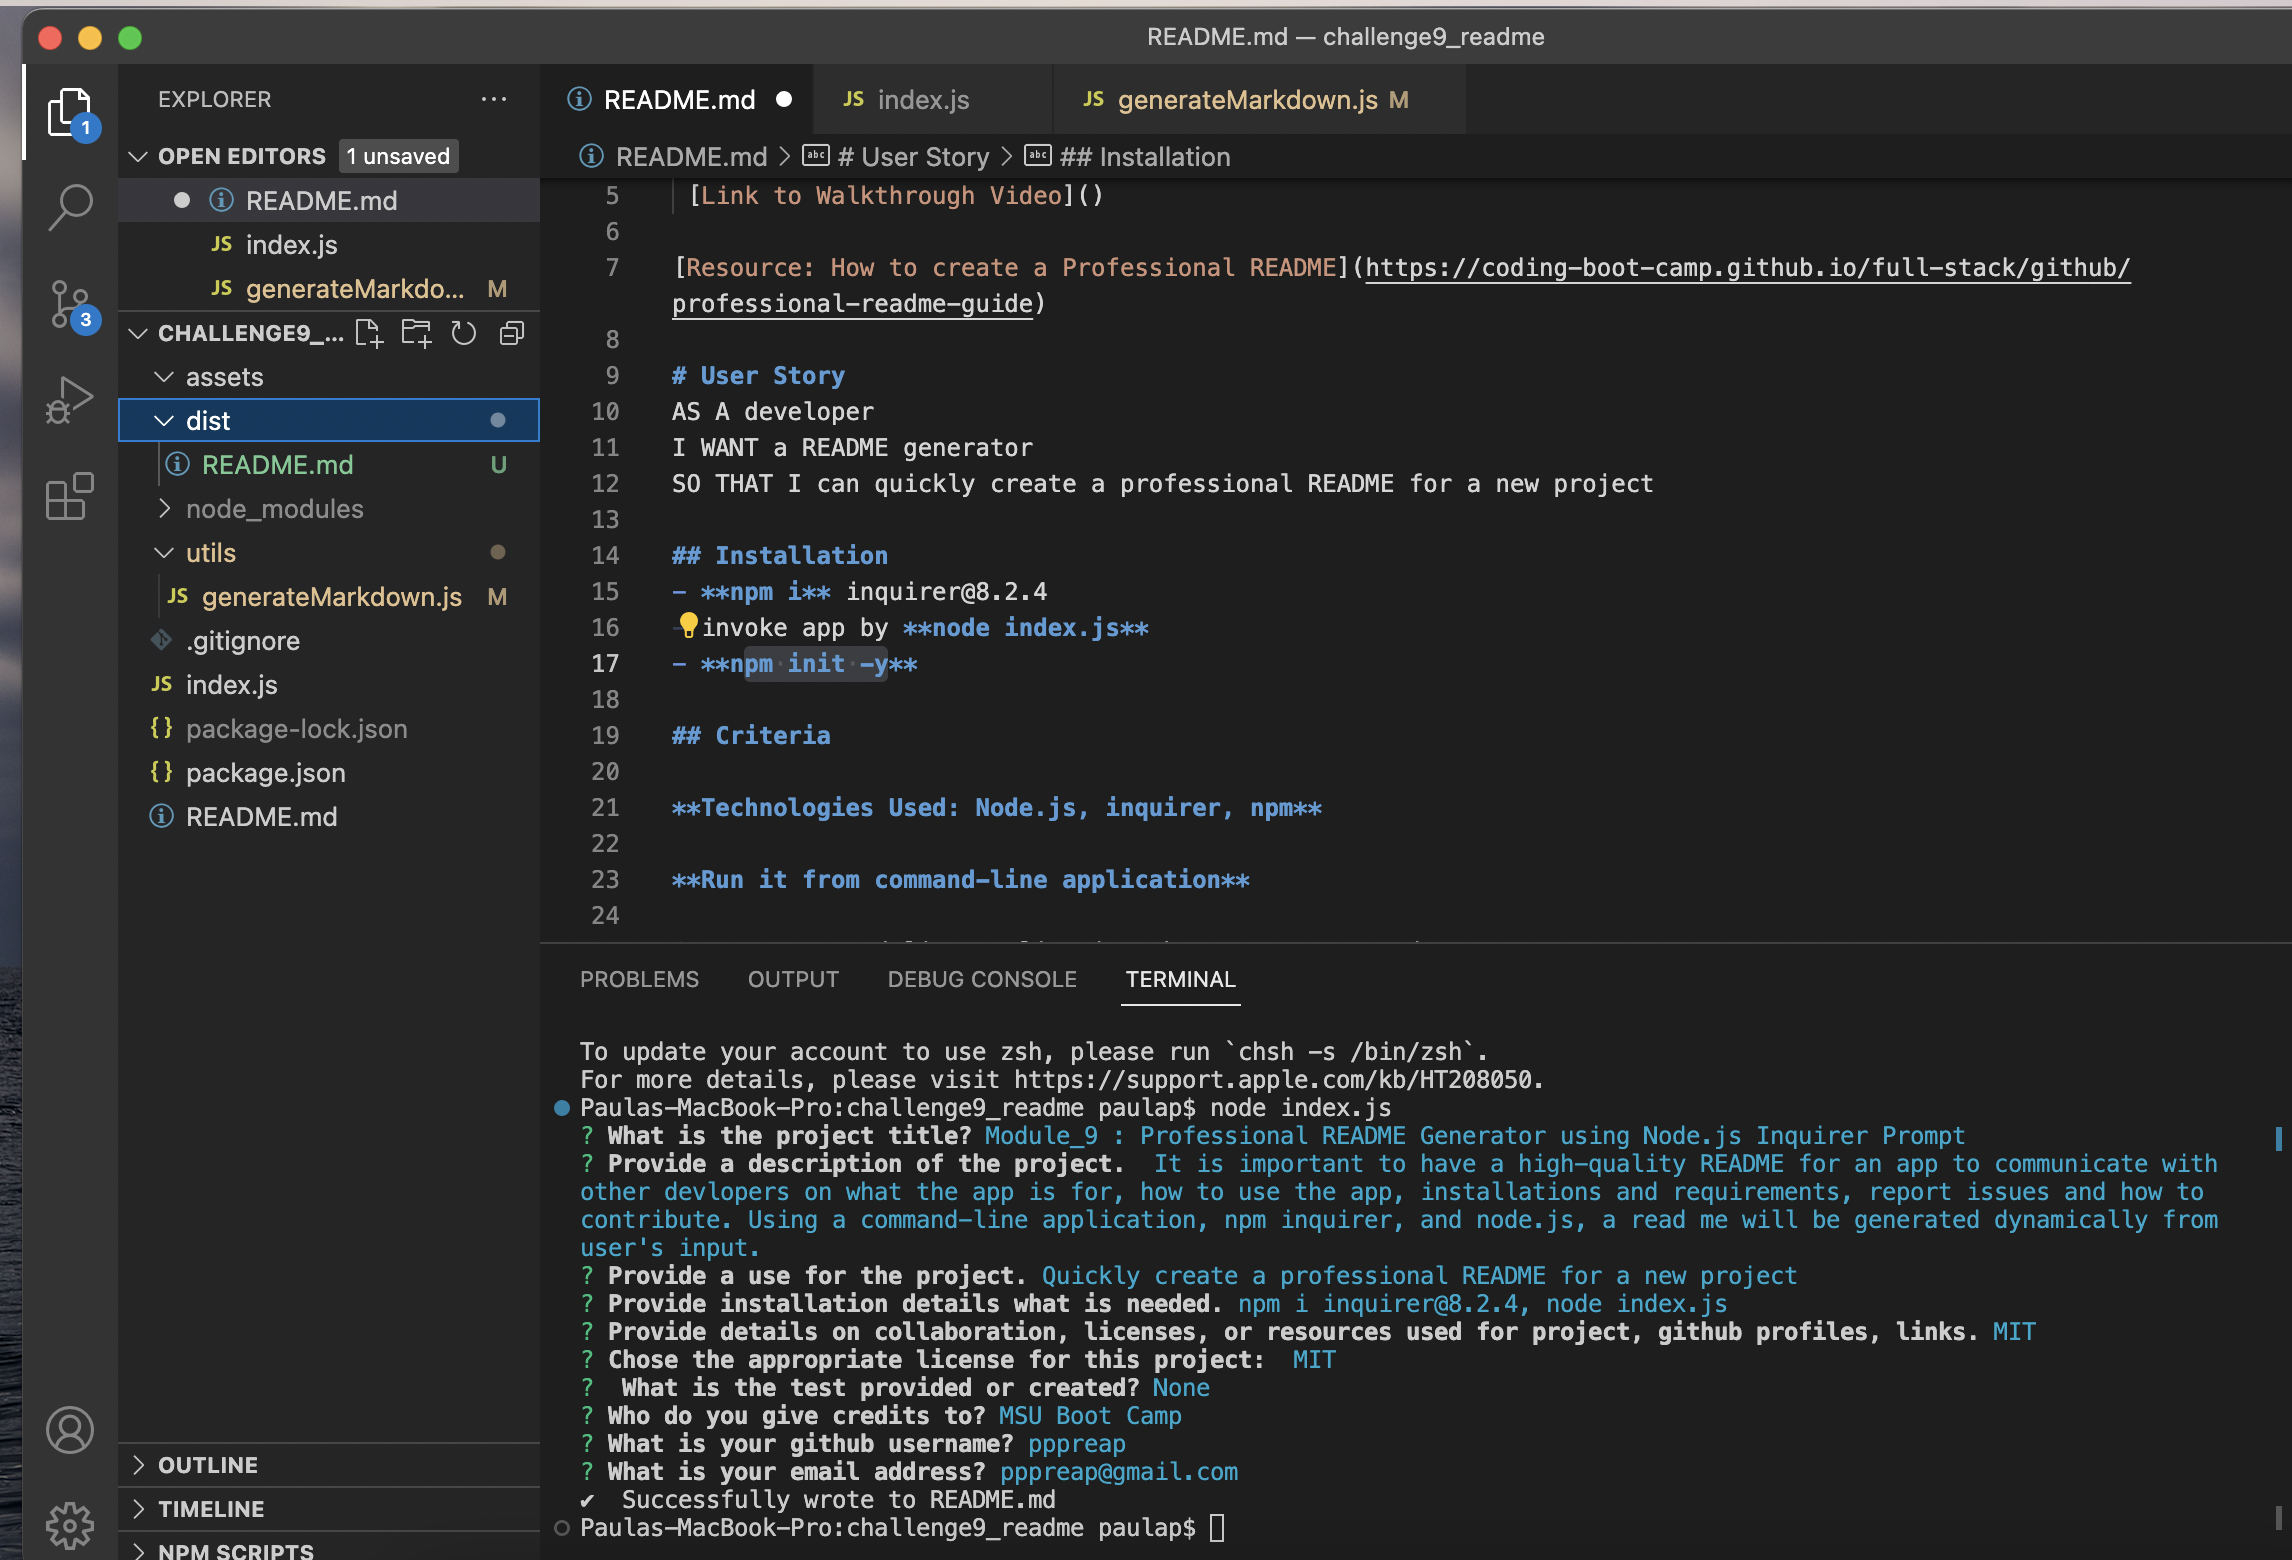 README.md — challenge9_readme
EXPLORER
OPEN EDITORS 1 unsaved
README.md
JS index.js
JS generateMarkdo... M
CHALLENGE9_...
assets
dist
README.md U
node_modules
utils
JS generateMarkdown.js M
.gitignore
JS index.js
{} package-lock.json
{} package.json
README.md
OUTLINE
TIMELINE
NPM SCRIPTS
1
3
README.md JS index.js JS generateMarkdown.js M
README.md > abc # User Story > abc ## Installation
5 [Link to Walkthrough Video]()
6
7 [Resource: How to create a Professional README](https://coding-boot-camp.github.io/full-stack/github/
professional-readme-guide)
8
9 # User Story
10 AS A developer
11 I WANT a README generator
12 SO THAT I can quickly create a professional README for a new project
13
14 ## Installation
15 - **npm i** inquirer@8.2.4
16 - invoke app by **node index.js**
17 - **npm init -y**
18
19 ## Criteria
20
21 **Technologies Used: Node.js, inquirer, npm**
22
23 **Run it from command-line application**
24
PROBLEMS OUTPUT DEBUG CONSOLE TERMINAL
To update your account to use zsh, please run `chsh -s /bin/zsh`.
For more details, please visit https://support.apple.com/kb/HT208050.
Paulas-MacBook-Pro:challenge9_readme paulap$ node index.js
? What is the project title? Module_9 : Professional README Generator using Node.js Inquirer Prompt
? Provide a description of the project.  It is important to have a high-quality README for an app to communicate with
other devlopers on what the app is for, how to use the app, installations and requirements, report issues and how to
contribute. Using a command-line application, npm inquirer, and node.js, a read me will be generated dynamically from
user's input.
? Provide a use for the project. Quickly create a professional README for a new project
? Provide installation details what is needed. npm i inquirer@8.2.4, node index.js
? Provide details on collaboration, licenses, or resources used for project, github profiles, links. MIT
? Chose the appropriate license for this project:  MIT
?  What is the test provided or created? None
? Who do you give credits to? MSU Boot Camp
? What is your github username? pppreap
? What is your email address? pppreap@gmail.com
✔  Successfully wrote to README.md
Paulas-MacBook-Pro:challenge9_readme paulap$